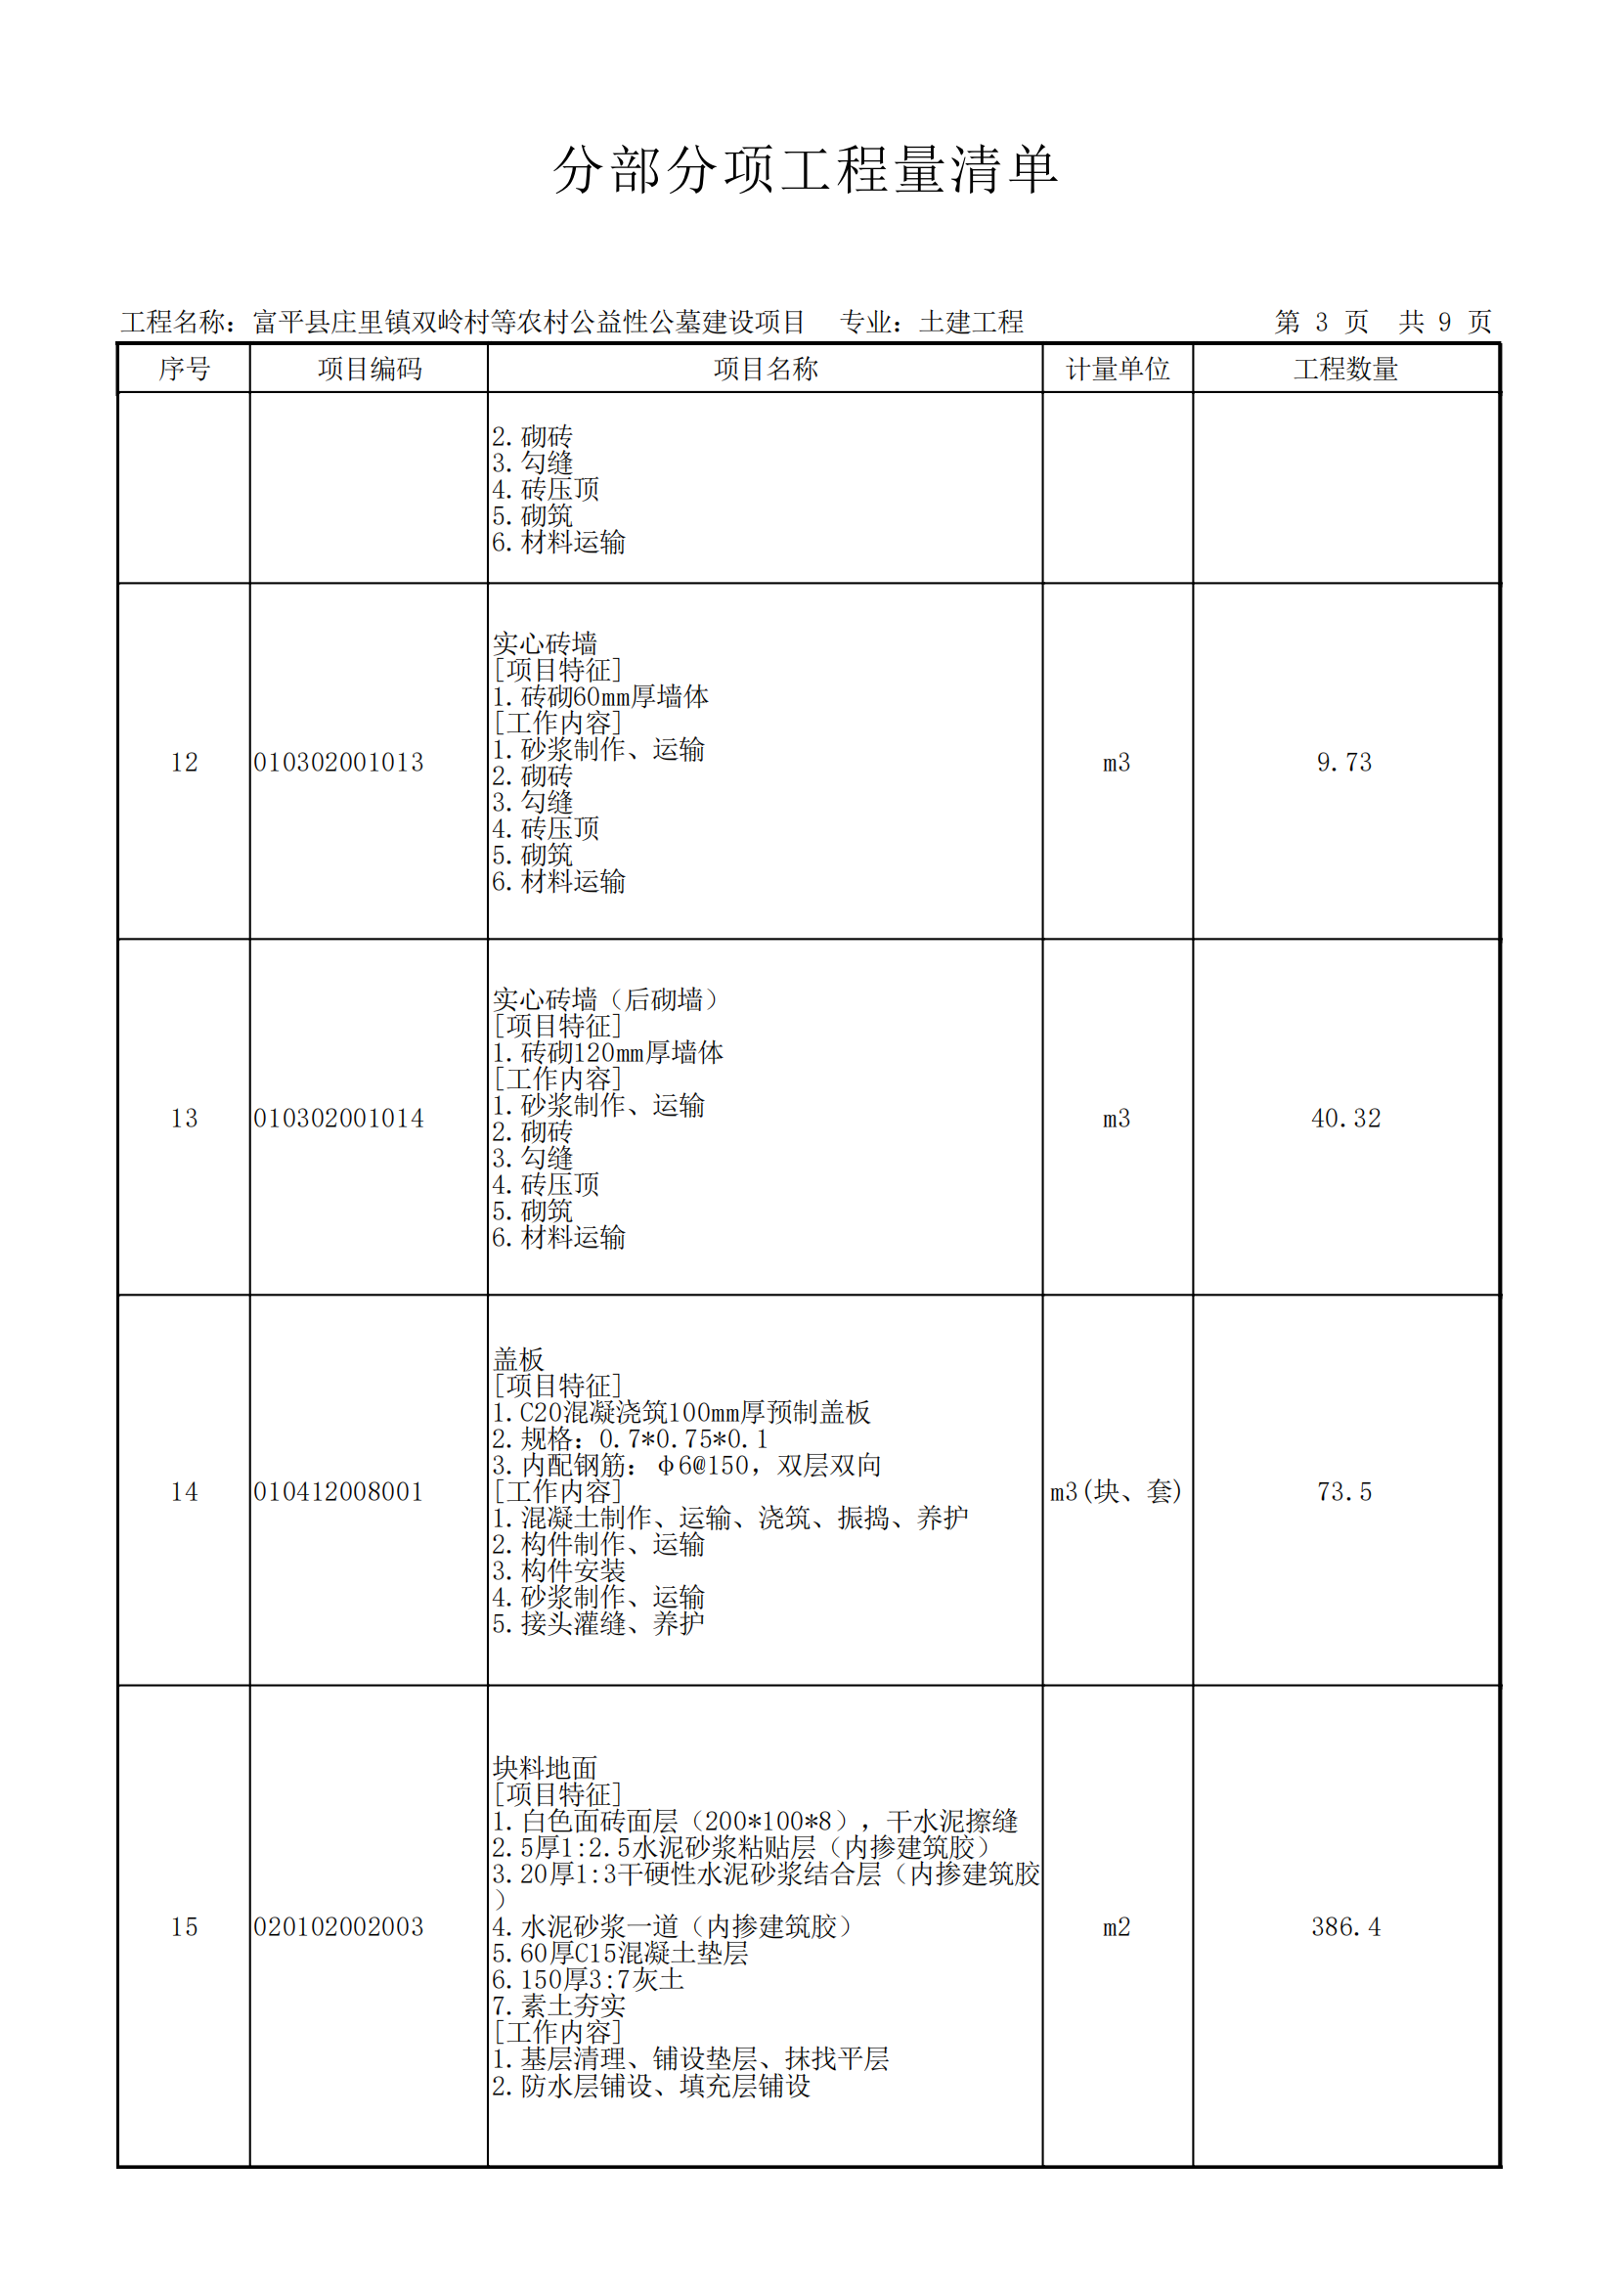 分部分项工程量清单
工程名称：富平县庄里镇双岭村等农村公益性公墓建设项目 专业：土建工程 第 3 页 共 9 页
序号 项目编码 项目名称 计量单位 工程数量
2.砌砖
3.勾缝
4.砖压顶
5.砌筑
6.材料运输
实心砖墙
[项目特征]
1.砖砌60mm厚墙体
[工作内容]
1.砂浆制作、运输
12 010302001013 m3 9.73
2.砌砖
3.勾缝
4.砖压顶
5.砌筑
6.材料运输
实心砖墙（后砌墙）
[项目特征]
1.砖砌120mm厚墙体
[工作内容]
1.砂浆制作、运输
13 010302001014 m3 40.32
2.砌砖
3.勾缝
4.砖压顶
5.砌筑
6.材料运输
盖板
[项目特征]
1.C20混凝浇筑100mm厚预制盖板
2.规格：0.7*0.75*0.1
3.内配钢筋：φ6@150，双层双向
14 010412008001 [工作内容] m3(块、套) 73.5
1.混凝土制作、运输、浇筑、振捣、养护
2.构件制作、运输
3.构件安装
4.砂浆制作、运输
5.接头灌缝、养护
块料地面
[项目特征]
1.白色面砖面层（200*100*8），干水泥擦缝
2.5厚1:2.5水泥砂浆粘贴层（内掺建筑胶）
3.20厚1:3干硬性水泥砂浆结合层（内掺建筑胶
）
15 020102002003 4.水泥砂浆一道（内掺建筑胶） m2 386.4
5.60厚C15混凝土垫层
6.150厚3:7灰土
7.素土夯实
[工作内容]
1.基层清理、铺设垫层、抹找平层
2.防水层铺设、填充层铺设